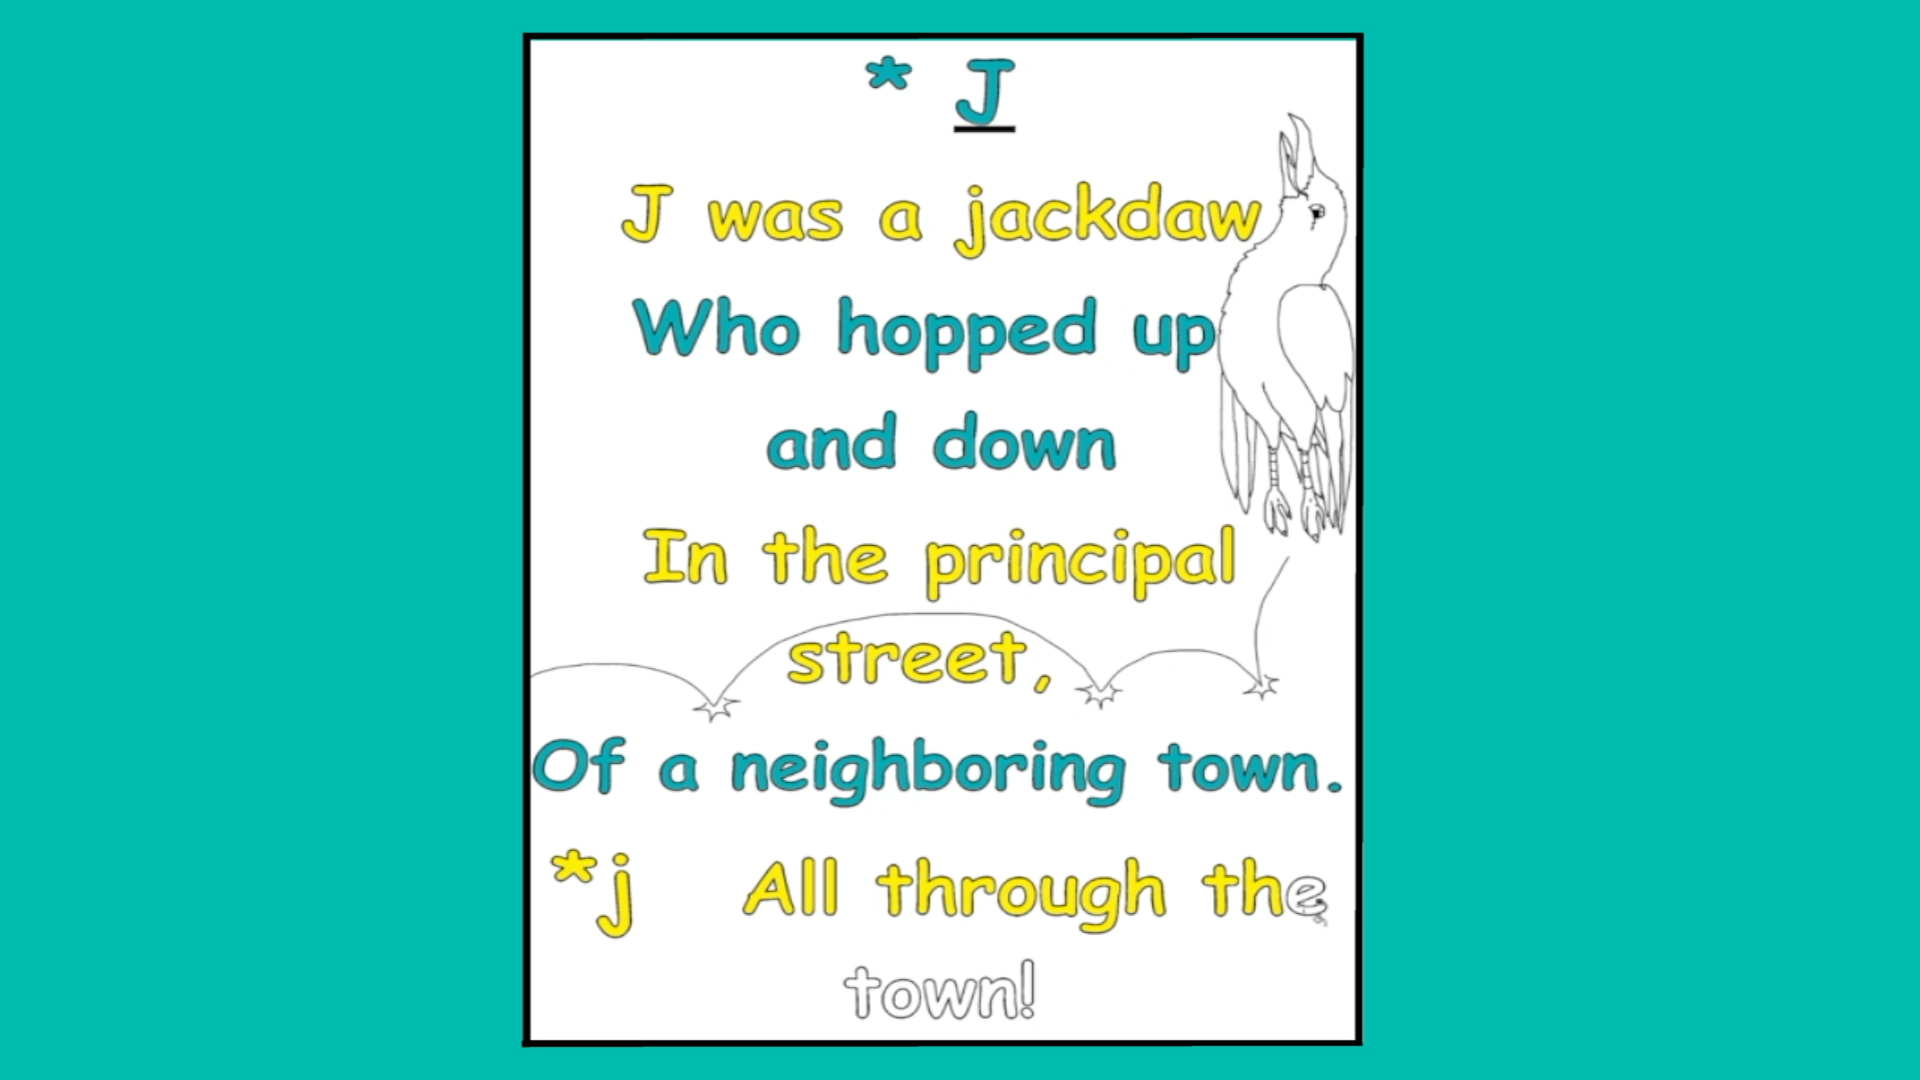 * J
J was a jackdaw
Who hopped up
and down
In the principal
street,
Of a neighboring town.
*j All through the
town!